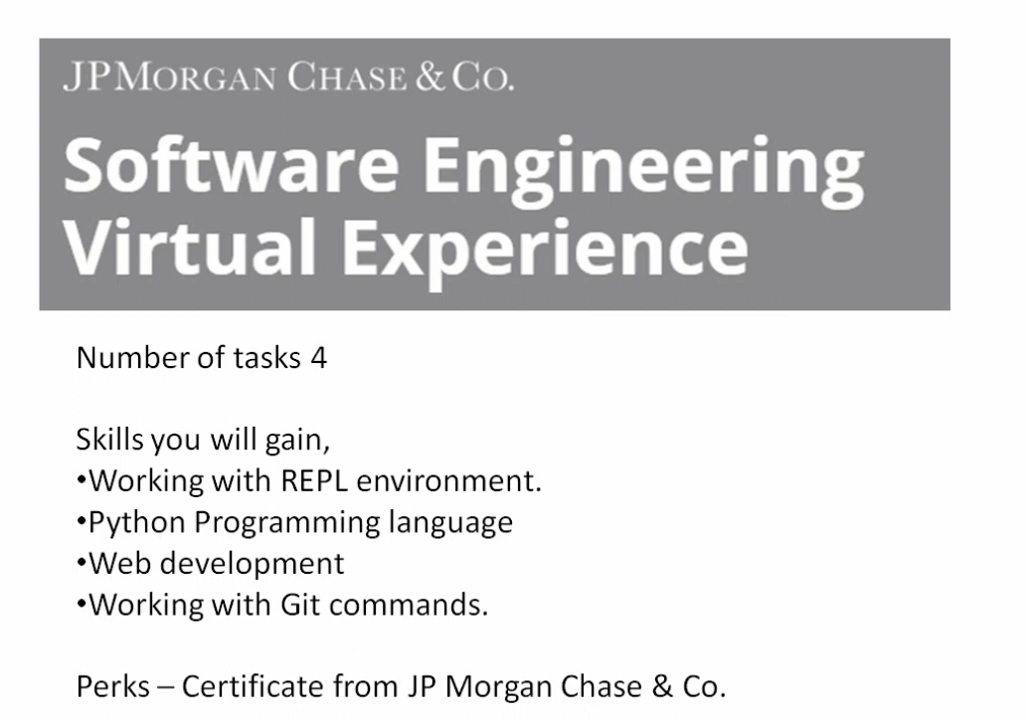 JPMORGAN CHASE & CO.
Software Engineering
Virtual Experience
Number of tasks 4
Skills you will gain,
•Working with REPL environment.
•Python Programming language
•Web development
•Working with Git commands.
Perks – Certificate from JP Morgan Chase & Co.